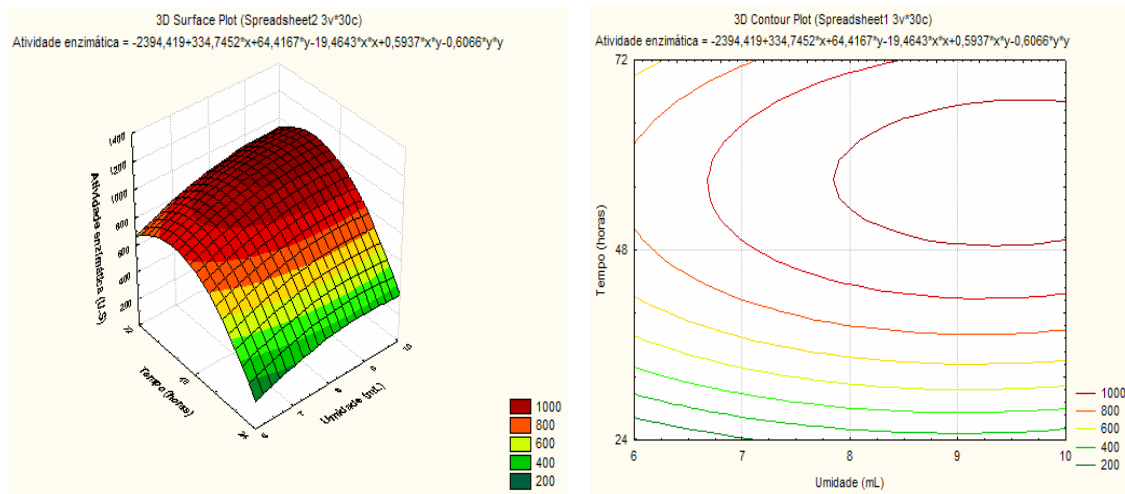 3D Surface Plot (Spreadsheet2 3v*30c)
Atividade enzimática = -2394,419+334,7452*x+64,4167*y-19,4643*x*x+0,5937*x*y-0,6066*y*y
1400
1200
1000
800
600
400
200
Atividade enzimática (U.S)
72
48
24
Tempo (horas)
6
7
8
9
10
Umidade (mL)
1000
800
600
400
200
3D Contour Plot (Spreadsheet1 3v*30c)
Atividade enzimática = -2394,419+334,7452*x+64,4167*y-19,4643*x*x+0,5937*x*y-0,6066*y*y
72
48
24
Tempo (horas)
6 7 8 9 10
Umidade (mL)
1000
800
600
400
200